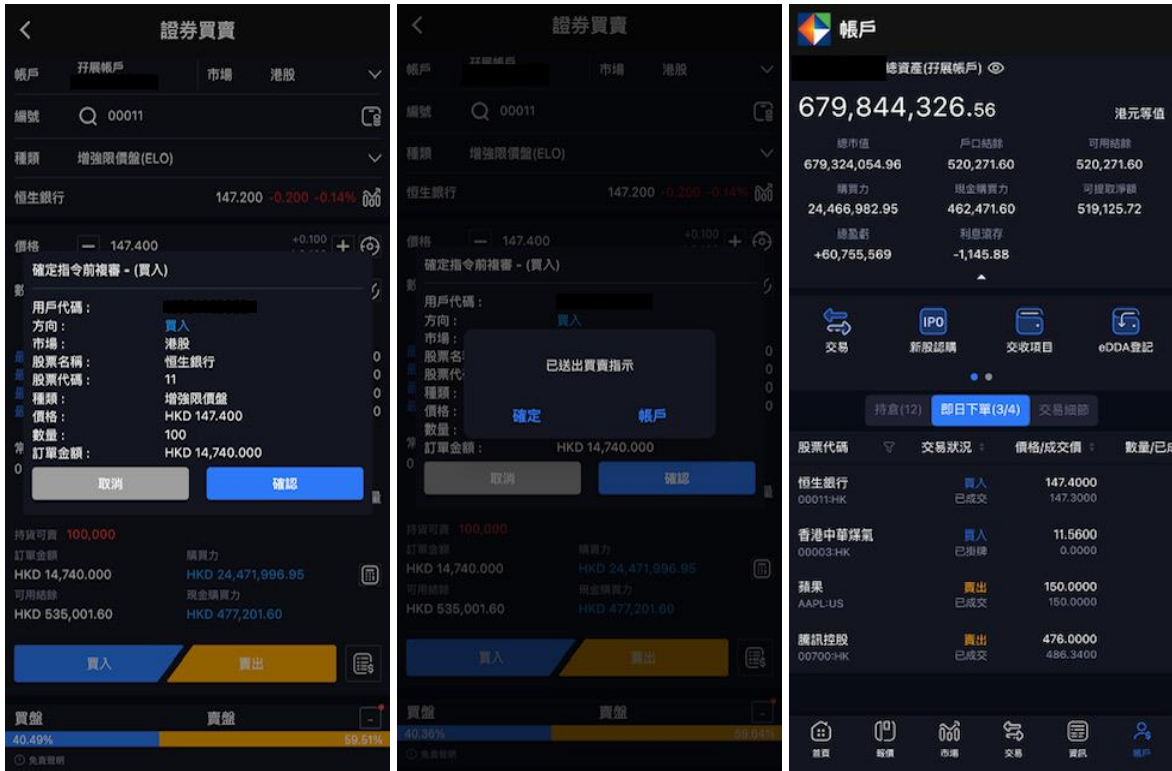 證券買賣
帳戶 孖展帳戶 市場 港股
編號 00011
種類 增強限價盤(ELO)
恒生銀行 147.200 -0.200 -0.14%
價格 147.400 +0.100
確定指令前複審 - (買入)
用戶代碼：
方向： 買入
市場： 港股
股票名稱： 恒生銀行
股票代碼： 11
種類： 增強限價盤
價格： HKD 147.400
數量： 100
訂單金額： HKD 14,740.000
取消 確認
持貨可賣 100,000
訂單金額 購買力
HKD 14,740.000 HKD 24,471,996.95
可用結餘 現金購買力
HKD 535,001.60 HKD 477,201.60
買入 賣出
買盤 賣盤
40.49% 59.51%
免責聲明
證券買賣
帳戶 孖展帳戶 市場 港股
編號 00011
種類 增強限價盤(ELO)
恒生銀行 147.200 -0.200 -0.14%
價格 147.400 +0.100
確定指令前複審 - (買入)
用戶代碼：
方向： 買入
市場：
已送出買賣指示
確定 帳戶
種類：
價格：
數量：
訂單金額： HKD 14,740.000
取消 確認
持貨可賣 100,000
訂單金額 購買力
HKD 14,740.000 HKD 24,471,996.95
可用結餘 現金購買力
HKD 535,001.60 HKD 477,201.60
買入 賣出
買盤 賣盤
40.36% 59.64%
免責聲明
帳戶
總資產(孖展帳戶)
679,844,326.56 港元等值
總市值 戶口結餘 可用結餘
679,324,054.96 520,271.60 520,271.60
購買力 現金購買力 可提取淨額
24,466,982.95 462,471.60 519,125.72
總盈虧 利息滾存
+60,755,569 -1,145.88
交易 IPO 新股認購 交收項目 eDDA登記
持倉(12) 即日下單(3/4) 交易細節
股票代碼 交易狀況 價格/成交價 數量/已成
恒生銀行 買入 147.4000
00011:HK 已成交 147.3000
香港中華煤氣 買入 11.5600
00003:HK 已掛牌 0.0000
蘋果 賣出 150.0000
AAPL:US 已成交 150.0000
騰訊控股 賣出 476.0000
00700:HK 已成交 486.3400
首頁 報價 市場 交易 資訊 帳戶